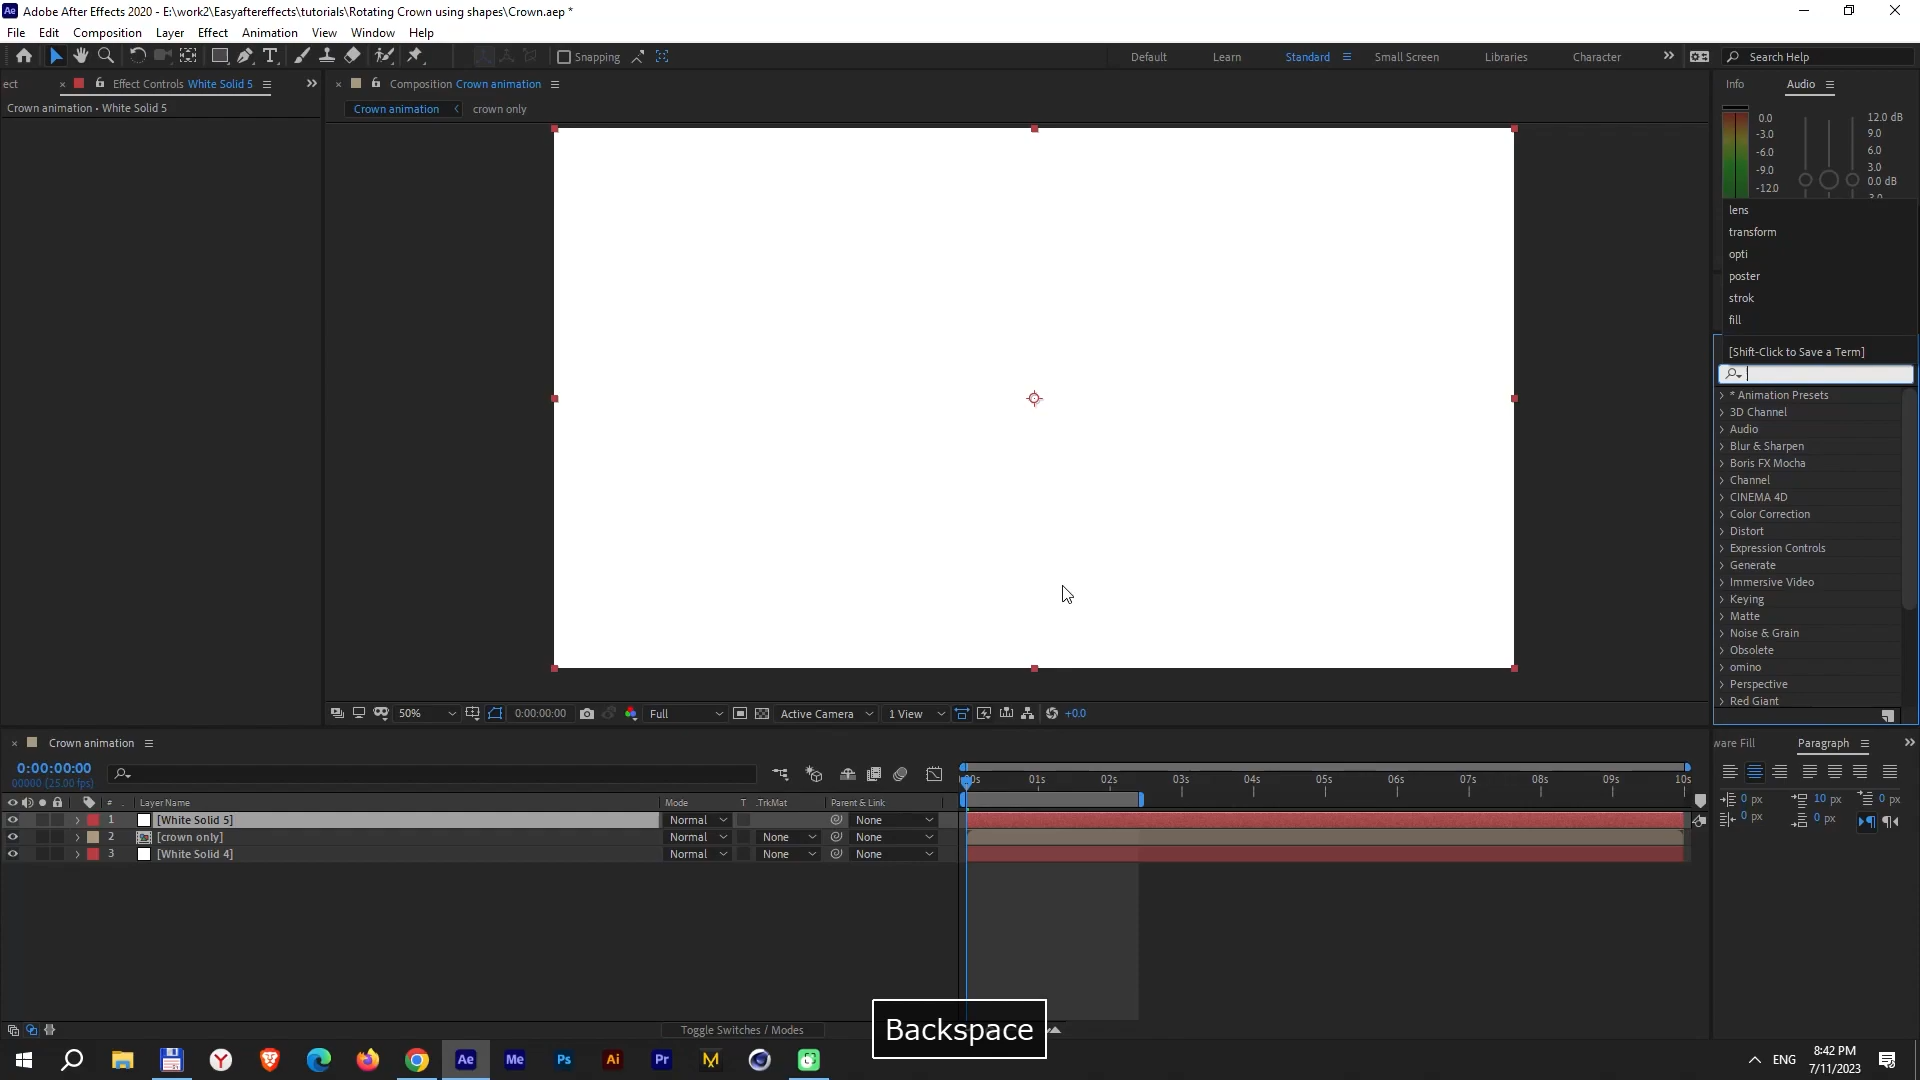 Adobe After Effects 2020 - E:\work2\Easyaftereffects\tutorials\Rotating Crown using shapes\Crown.aep *
File Edit Composition Layer Effect Animation View Window Help
Snapping
Default Learn Standard Small Screen Libraries Character Search Help
ect Effect Controls White Solid 5
Composition Crown animation
Info Audio
Crown animation • White Solid 5
Crown animation crown only
0.0 12.0 dB
-3.0 9.0
-6.0 6.0
-9.0 3.0
-12.0 0.0 dB
lens
transform
opti
poster
strok
fill
[Shift-Click to Save a Term]
* Animation Presets
3D Channel
Audio
Blur & Sharpen
Boris FX Mocha
Channel
CINEMA 4D
Color Correction
Distort
Expression Controls
Generate
Immersive Video
Keying
Matte
Noise & Grain
Obsolete
omino
Perspective
Red Giant
50% 0:00:00:00 Full Active Camera 1 View +0.0
Crown animation
ware Fill Paragraph
0:00:00:00
00000 (25.00 fps)
01s 02s 03s 04s 05s 06s 07s 08s 09s 10s
# Layer Name Mode T .TrkMat Parent & Link
1 [White Solid 5] Normal None
2 [crown only] Normal None None
3 [White Solid 4] Normal None None
0 px 10 px 0 px
0 px 0 px
Toggle Switches / Modes
Backspace
ENG 8:42 PM
7/11/2023
Ae Me Ps Ai Pr